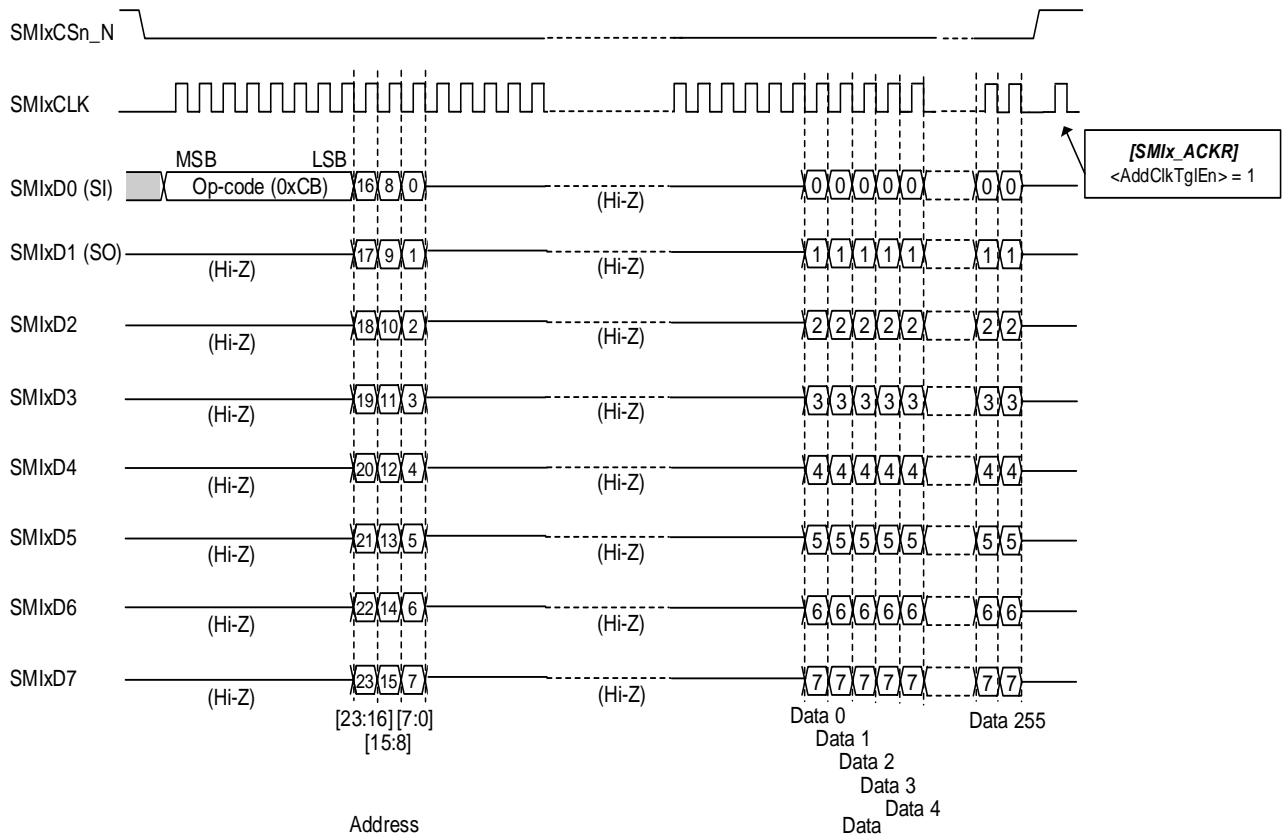 SMIxCSn_N
SMIxCLK
[SMIx_ACKR]
<AddClkTglEn> = 1
MSB LSB
SMIxD0 (SI) Op-code (0xCB) 16 8 0 (Hi-Z) 0 0 0 0 0 0 0
SMIxD1 (SO) (Hi-Z) 17 9 1 (Hi-Z) 1 1 1 1 1 1 1
SMIxD2 (Hi-Z) 18 10 2 (Hi-Z) 2 2 2 2 2 2 2
SMIxD3 (Hi-Z) 19 11 3 (Hi-Z) 3 3 3 3 3 3 3
SMIxD4 (Hi-Z) 20 12 4 (Hi-Z) 4 4 4 4 4 4 4
SMIxD5 (Hi-Z) 21 13 5 (Hi-Z) 5 5 5 5 5 5 5
SMIxD6 (Hi-Z) 22 14 6 (Hi-Z) 6 6 6 6 6 6 6
SMIxD7 (Hi-Z) 23 15 7 (Hi-Z) 7 7 7 7 7 7 7
[23:16] [7:0] Data 0 Data 255
[15:8] Data 1
Data 2
Data 3
Data 4
Address Data